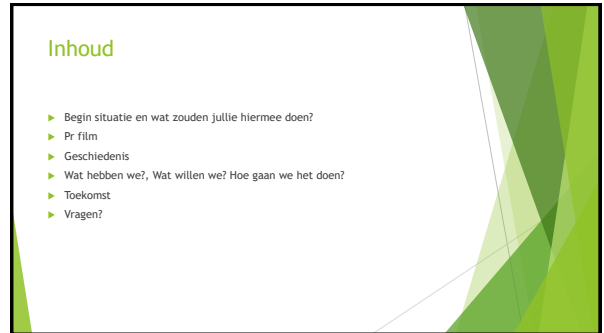 Inhoud
Begin situatie en wat zouden jullie hiermee doen?
Pr film
Geschiedenis
Wat hebben we?, Wat willen we? Hoe gaan we het doen?
Toekomst
Vragen?